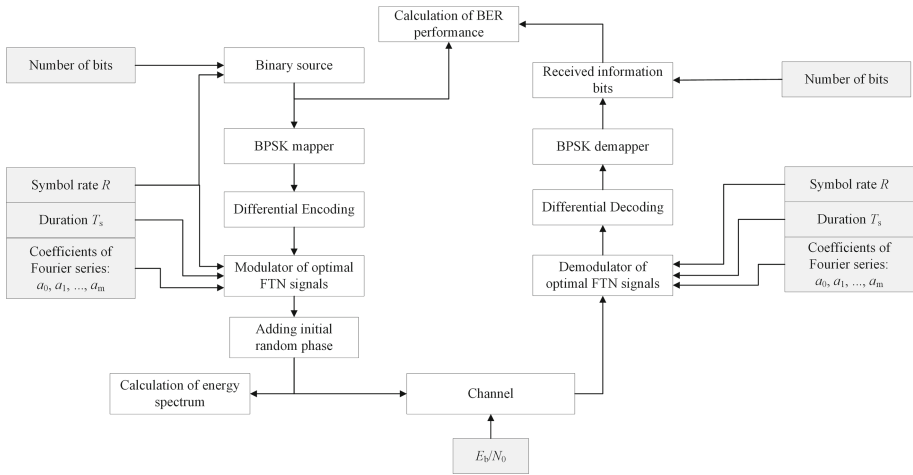 Calculation of BER
performance
Number of bits
Binary source
Received information
bits
Number of bits
BPSK mapper
BPSK demapper
Symbol rate R
Duration Ts
Coefficients of
Fourier series:
a0, a1, ..., am
Differential Encoding
Differential Decoding
Symbol rate R
Duration Ts
Coefficients of
Fourier series:
a0, a1, ..., am
Modulator of optimal
FTN signals
Demodulator of
optimal FTN signals
Adding initial
random phase
Calculation of energy
spectrum
Channel
Eb/N0